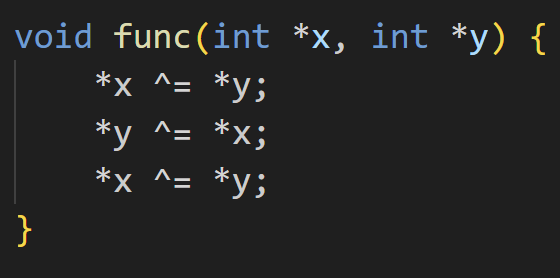 void func(int *x, int *y) {
    *x ^= *y;
    *y ^= *x;
    *x ^= *y;
}